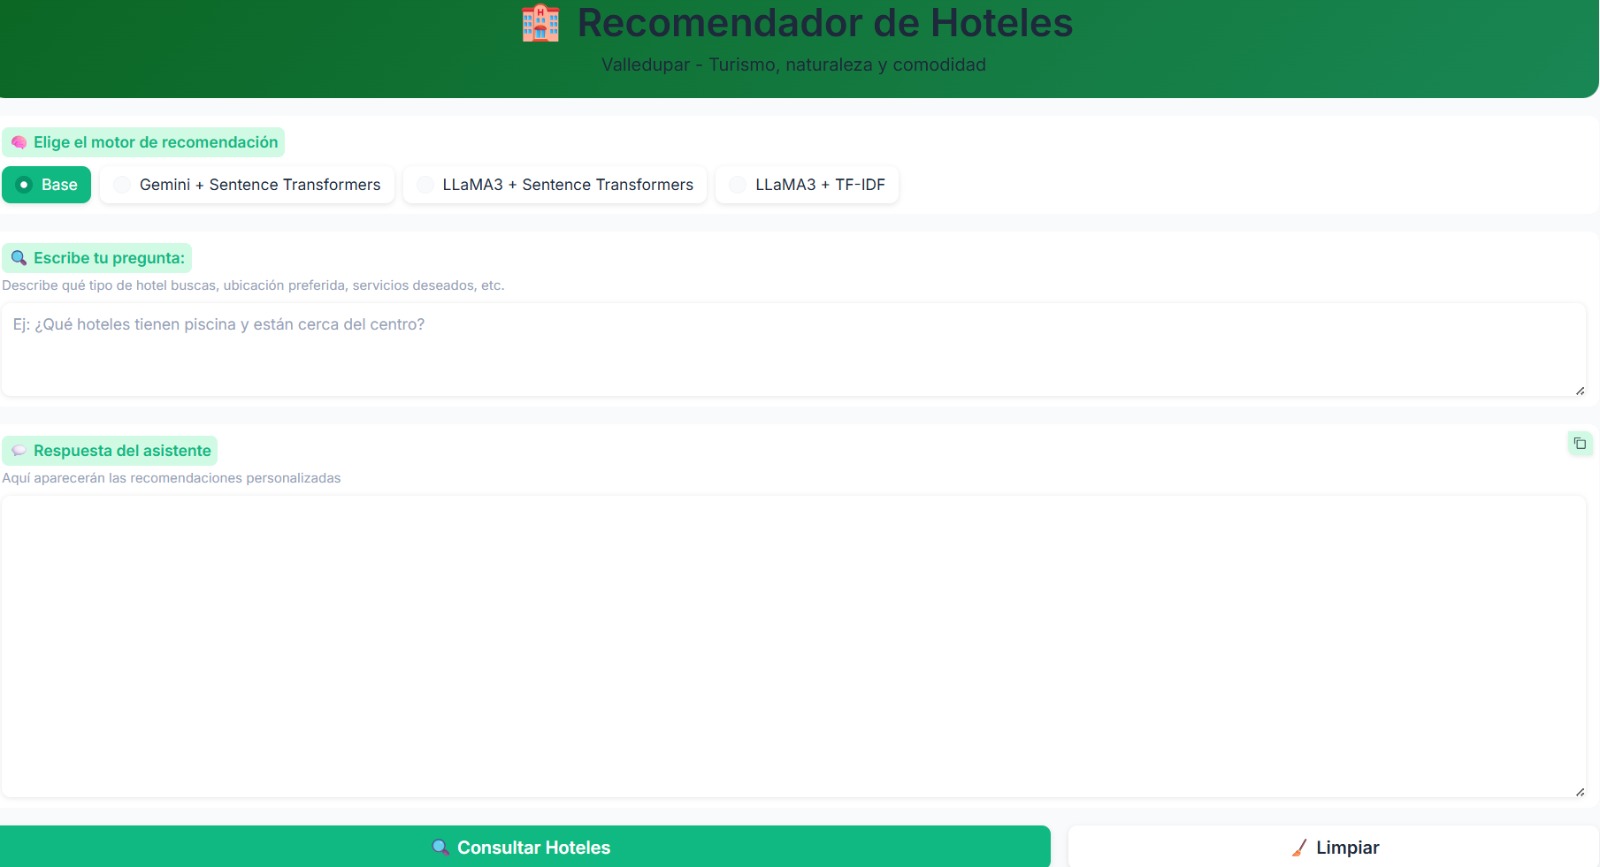 Recomendador de Hoteles
Valledupar - Turismo, naturaleza y comodidad
Elige el motor de recomendación
Base
Gemini + Sentence Transformers
LLaMA3 + Sentence Transformers
LLaMA3 + TF-IDF
Escribe tu pregunta:
Describe qué tipo de hotel buscas, ubicación preferida, servicios deseados, etc.
Ej: ¿Qué hoteles tienen piscina y están cerca del centro?
Respuesta del asistente
Aquí aparecerán las recomendaciones personalizadas
Consultar Hoteles
Limpiar